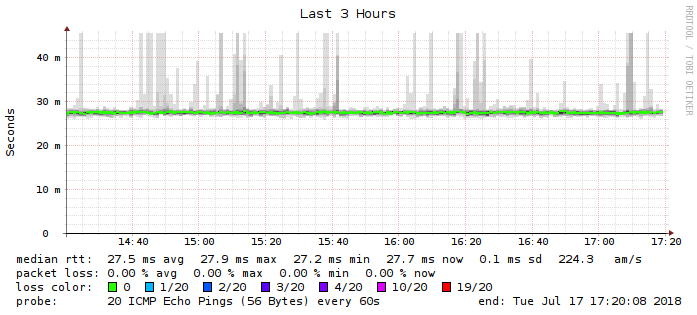 Last 3 Hours
RRDTOOL / TOBI OETIKER
Seconds
40 m
30 m
20 m
10 m
0
14:40 15:00 15:20 15:40 16:00 16:20 16:40 17:00 17:20
median rtt: 27.5 ms avg 27.9 ms max 27.2 ms min 27.7 ms now 0.1 ms sd 224.3 am/s
packet loss: 0.00 % avg 0.00 % max 0.00 % min 0.00 % now
loss color: 0 1/20 2/20 3/20 4/20 10/20 19/20
probe: 20 ICMP Echo Pings (56 Bytes) every 60s end: Tue Jul 17 17:20:08 2018